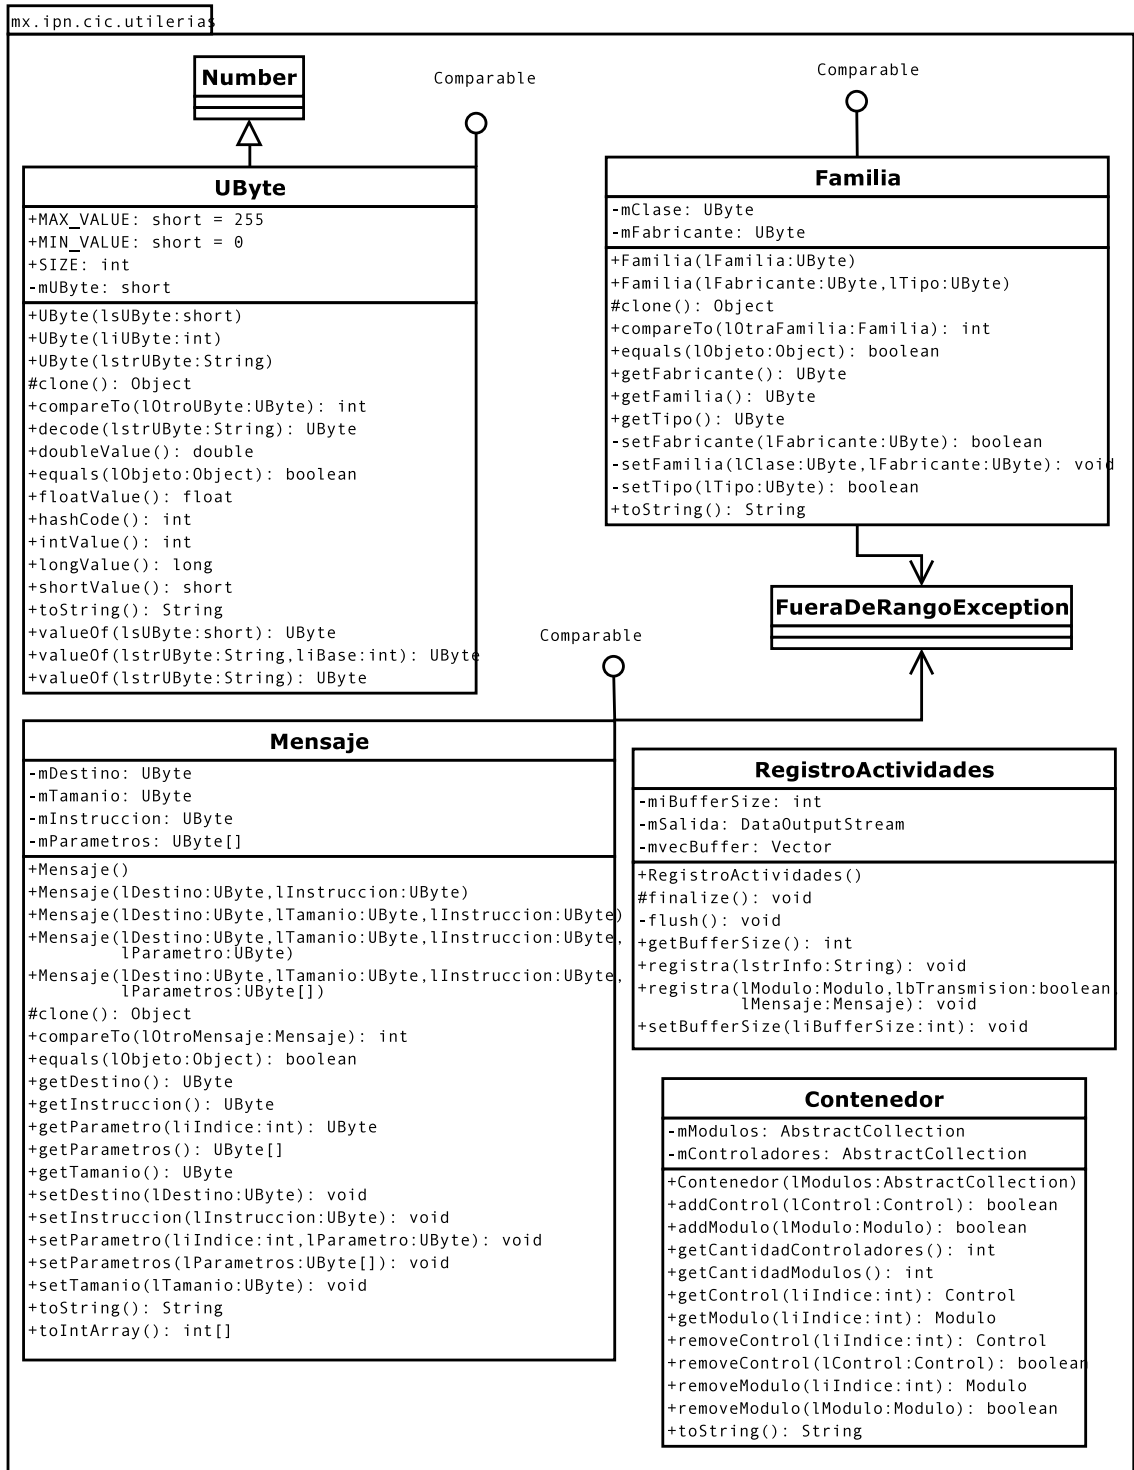 mx.ipn.cic.utilerias
Number
Comparable
UByte
+MAX_VALUE: short = 255
+MIN_VALUE: short = 0
+SIZE: int
-mUByte: short
+UByte(lsUByte:short)
+UByte(liUByte:int)
+UByte(lstrUByte:String)
#clone(): Object
+compareTo(lOtroUByte:UByte): int
+decode(lstrUByte:String): UByte
+doubleValue(): double
+equals(lObjeto:Object): boolean
+floatValue(): float
+hashCode(): int
+intValue(): int
+longValue(): long
+shortValue(): short
+toString(): String
+valueOf(lsUByte:short): UByte
+valueOf(lstrUByte:String,liBase:int): UByte
+valueOf(lstrUByte:String): UByte
Comparable
Familia
-mClase: UByte
-mFabricante: UByte
+Familia(lFamilia:UByte)
+Familia(lFabricante:UByte,lTipo:UByte)
#clone(): Object
+compareTo(lOtraFamilia:Familia): int
+equals(lObjeto:Object): boolean
+getFabricante(): UByte
+getFamilia(): UByte
+getTipo(): UByte
-setFabricante(lFabricante:UByte): boolean
-setFamilia(lClase:UByte,lFabricante:UByte): void
-setTipo(lTipo:UByte): boolean
+toString(): String
FueraDeRangoException
Comparable
Mensaje
-mDestino: UByte
-mTamanio: UByte
-mInstruccion: UByte
-mParametros: UByte[]
+Mensaje()
+Mensaje(lDestino:UByte,lInstruccion:UByte)
+Mensaje(lDestino:UByte,lTamanio:UByte,lInstruccion:UByte)
+Mensaje(lDestino:UByte,lTamanio:UByte,lInstruccion:UByte,
lParametro:UByte)
+Mensaje(lDestino:UByte,lTamanio:UByte,lInstruccion:UByte,
lParametros:UByte[])
#clone(): Object
+compareTo(lOtroMensaje:Mensaje): int
+equals(lObjeto:Object): boolean
+getDestino(): UByte
+getInstruccion(): UByte
+getParametro(liIndice:int): UByte
+getParametros(): UByte[]
+getTamanio(): UByte
+setDestino(lDestino:UByte): void
+setInstruccion(lInstruccion:UByte): void
+setParametro(liIndice:int,lParametro:UByte): void
+setParametros(lParametros:UByte[]): void
+setTamanio(lTamanio:UByte): void
+toString(): String
+toIntArray(): int[]
RegistroActividades
-miBufferSize: int
-mSalida: DataOutputStream
-mvecBuffer: Vector
+RegistroActividades()
#finalize(): void
-flush(): void
+getBufferSize(): int
+registra(lstrInfo:String): void
+registra(lModulo:Modulo,lbTransmision:boolean,
lMensaje:Mensaje): void
+setBufferSize(liBufferSize:int): void
Contenedor
-mModulos: AbstractCollection
-mControladores: AbstractCollection
+Contenedor(lModulos:AbstractCollection)
+addControl(lControl:Control): boolean
+addModulo(lModulo:Modulo): boolean
+getCantidadControladores(): int
+getCantidadModulos(): int
+getControl(liIndice:int): Control
+getModulo(liIndice:int): Modulo
+removeControl(liIndice:int): Control
+removeControl(lControl:Control): boolean
+removeModulo(liIndice:int): Modulo
+removeModulo(lModulo:Modulo): boolean
+toString(): String